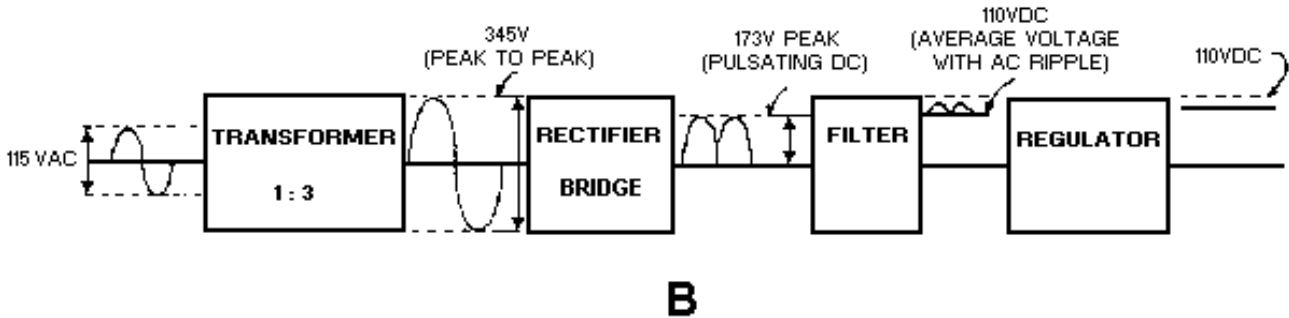 115 VAC
TRANSFORMER
1 : 3
345V
(PEAK TO PEAK)
RECTIFIER
BRIDGE
173V PEAK
(PULSATING DC)
FILTER
110VDC
(AVERAGE VOLTAGE
WITH AC RIPPLE)
REGULATOR
110VDC
B